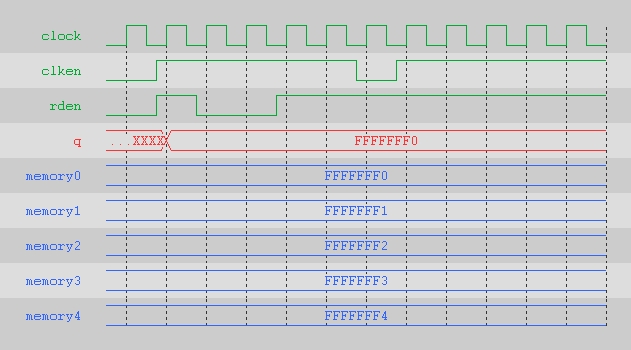 clock
clken
rden
q ...XXXX FFFFFFF0
memory0 FFFFFFF0
memory1 FFFFFFF1
memory2 FFFFFFF2
memory3 FFFFFFF3
memory4 FFFFFFF4